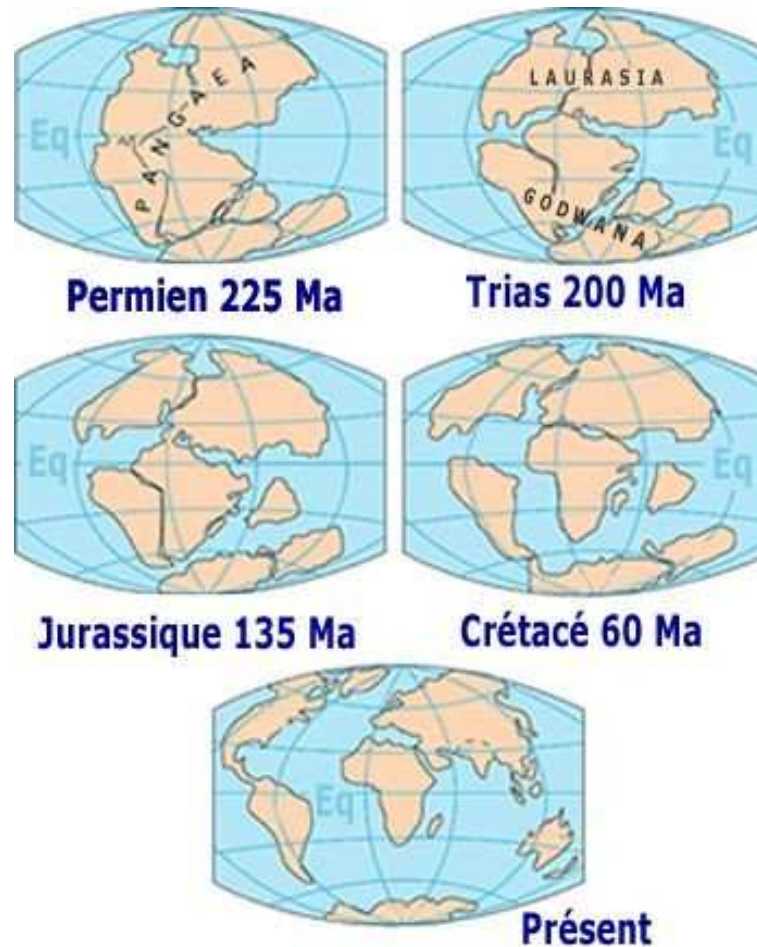 PANGAEA
Eq
Permien 225 Ma
LAURASIA
Eq
GODWANA
Trias 200 Ma
Eq
Jurassique 135 Ma
Eq
Crétacé 60 Ma
Eq
Présent